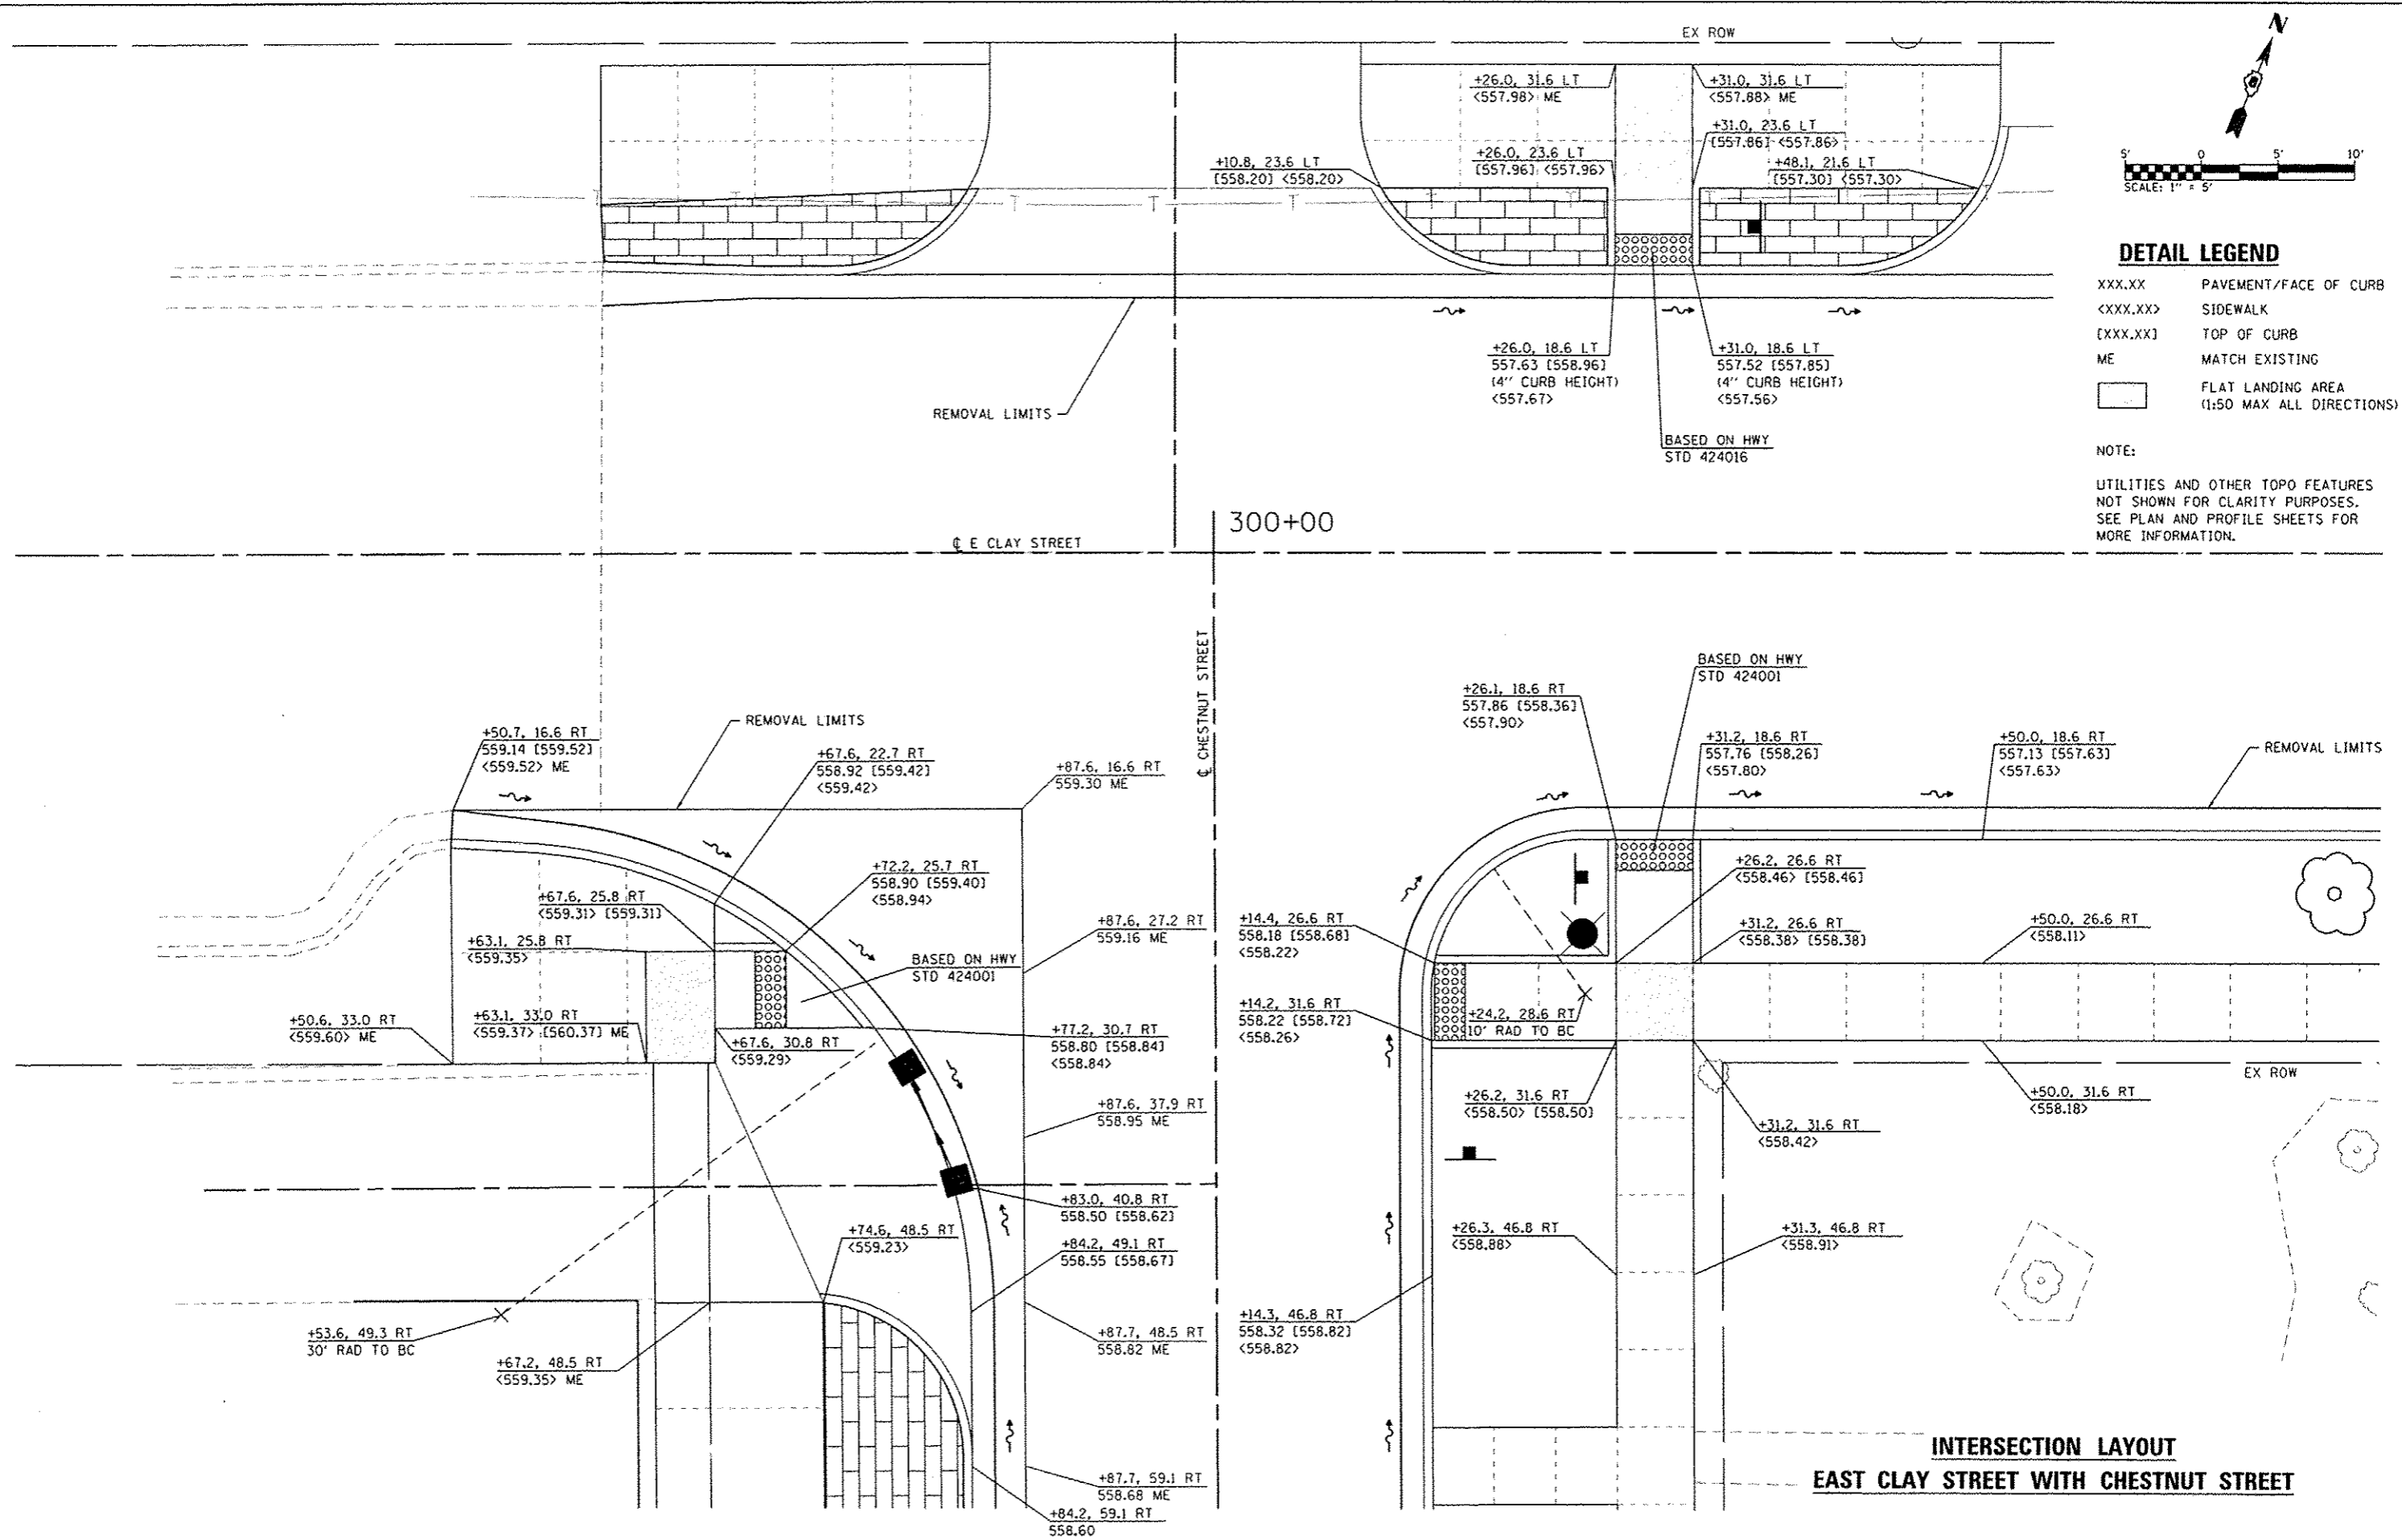 EX ROW
N
+26.0, 31.6 LT
<557.98> ME
+31.0, 31.6 LT
<557.88> ME
+31.0, 23.6 LT
[557.86] <557.86>
+10.8, 23.6 LT
[558.20] <558.20>
+26.0, 23.6 LT
[557.96] <557.96>
+48.1, 21.6 LT
[557.30] <557.30>
5' 0 5' 10'
SCALE: 1" = 5'
DETAIL LEGEND
XXX.XX PAVEMENT/FACE OF CURB
<XXX.XX> SIDEWALK
[XXX.XX] TOP OF CURB
ME MATCH EXISTING
FLAT LANDING AREA
(1:50 MAX ALL DIRECTIONS)
NOTE:
UTILITIES AND OTHER TOPO FEATURES
NOT SHOWN FOR CLARITY PURPOSES.
SEE PLAN AND PROFILE SHEETS FOR
MORE INFORMATION.
T T T T T T T T
+26.0, 18.6 LT
557.63 [558.96]
(4" CURB HEIGHT)
<557.67>
+31.0, 18.6 LT
557.52 [557.85]
(4" CURB HEIGHT)
<557.56>
REMOVAL LIMITS
BASED ON HWY
STD 424016
300+00
℄ E CLAY STREET
℄ CHESTNUT STREET
BASED ON HWY
STD 424001
+26.1, 18.6 RT
557.86 [558.36]
<557.90>
+31.2, 18.6 RT
557.76 [558.26]
<557.80>
+50.0, 18.6 RT
557.13 [557.63]
<557.63>
REMOVAL LIMITS
REMOVAL LIMITS
+50.7, 16.6 RT
559.14 [559.52]
<559.52> ME
+67.6, 22.7 RT
558.92 [559.42]
<559.42>
+87.6, 16.6 RT
559.30 ME
+72.2, 25.7 RT
558.90 [559.40]
<558.94>
+67.6, 25.8 RT
<559.31> [559.31]
+63.1, 25.8 RT
<559.35>
+87.6, 27.2 RT
559.16 ME
BASED ON HWY
STD 424001
+50.6, 33.0 RT
<559.60> ME
+63.1, 33.0 RT
<559.37> [560.37] ME
+67.6, 30.8 RT
<559.29>
+77.2, 30.7 RT
558.80 [558.84]
<558.84>
+87.6, 37.9 RT
558.95 ME
+83.0, 40.8 RT
558.50 [558.62]
+74.6, 48.5 RT
<559.23>
+84.2, 49.1 RT
558.55 [558.67]
+53.6, 49.3 RT
30' RAD TO BC
+67.2, 48.5 RT
<559.35> ME
+87.7, 48.5 RT
558.82 ME
+87.7, 59.1 RT
558.68 ME
+84.2, 59.1 RT
558.60
+26.2, 26.6 RT
<558.46> [558.46]
+14.4, 26.6 RT
558.18 [558.68]
<558.22>
+31.2, 26.6 RT
<558.38> [558.38]
+50.0, 26.6 RT
<558.11>
+14.2, 31.6 RT
558.22 [558.72]
<558.26>
+24.2, 28.6 RT
10' RAD TO BC
EX ROW
+26.2, 31.6 RT
<558.50> [558.50]
+31.2, 31.6 RT
<558.42>
+50.0, 31.6 RT
<558.18>
+26.3, 46.8 RT
<558.88>
+31.3, 46.8 RT
<558.91>
+14.3, 46.8 RT
558.32 [558.82]
<558.82>
INTERSECTION LAYOUT
EAST CLAY STREET WITH CHESTNUT STREET